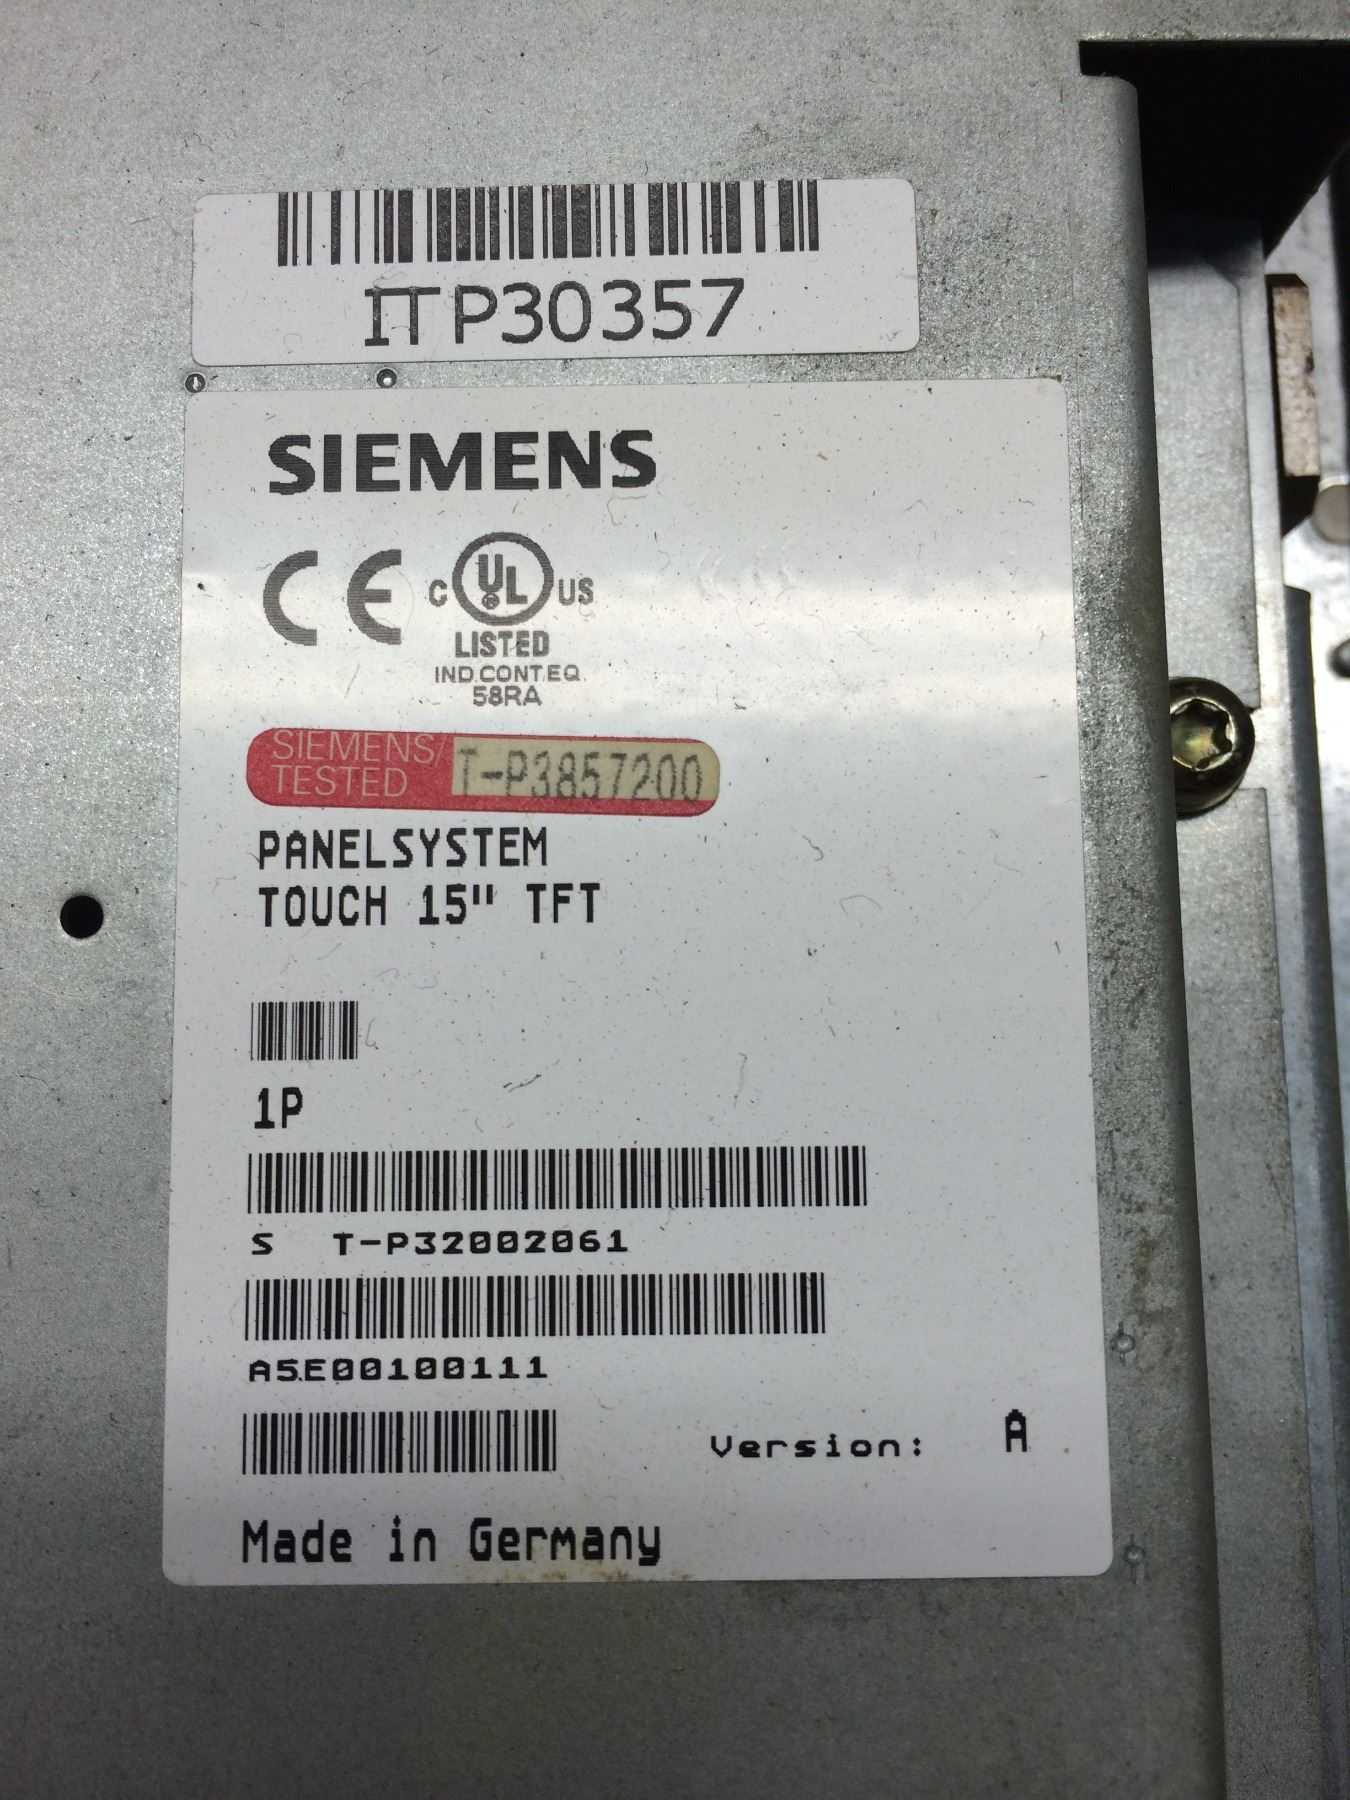 ITP30357
SIEMENS
CE
C UL US
LISTED
IND.CONT.EQ.
58RA
SIEMENS/
TESTED
T-P3857200
PANELSYSTEM
TOUCH 15" TFT
1P
S T-P32002061
A5E00100111
Version: A
Made in Germany